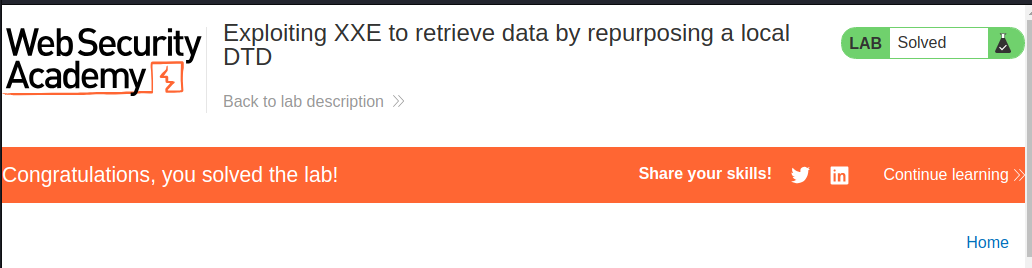 Web Security
Academy
Exploiting XXE to retrieve data by repurposing a local
DTD
LAB Solved
Back to lab description
Congratulations, you solved the lab!
Share your skills!
Continue learning
Home